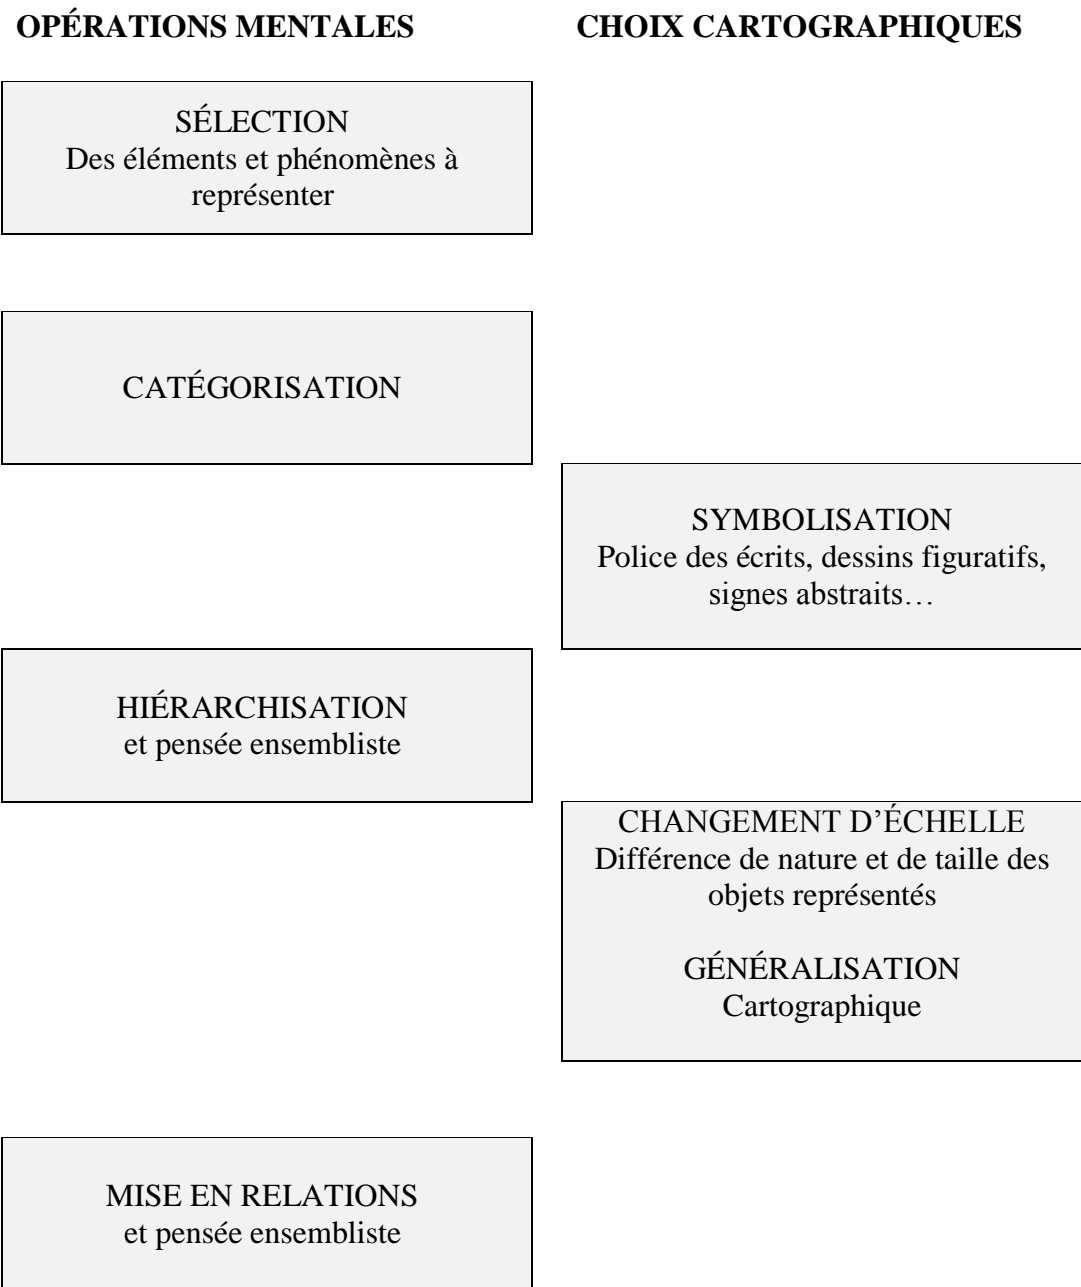 OPÉRATIONS MENTALES
CHOIX CARTOGRAPHIQUES
SÉLECTION
Des éléments et phénomènes à
représenter
CATÉGORISATION
SYMBOLISATION
Police des écrits, dessins figuratifs,
signes abstraits…
HIÉRARCHISATION
et pensée ensembliste
CHANGEMENT D’ÉCHELLE
Différence de nature et de taille des
objets représentés
GÉNÉRALISATION
Cartographique
MISE EN RELATIONS
et pensée ensembliste